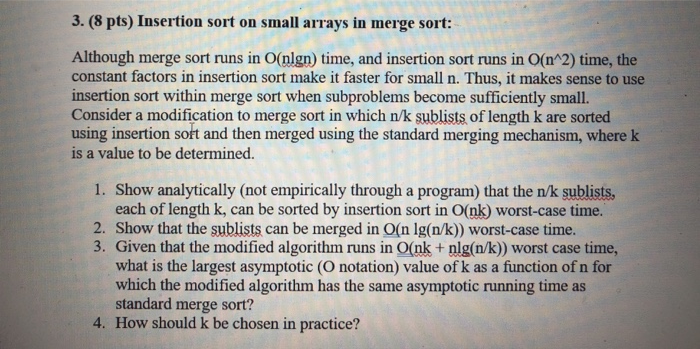 3. (8 pts) Insertion sort on small arrays in merge sort:
Although merge sort runs in O(nlgn) time, and insertion sort runs in O(n^2) time, the
constant factors in insertion sort make it faster for small n. Thus, it makes sense to use
insertion sort within merge sort when subproblems become sufficiently small.
Consider a modification to merge sort in which n/k sublists of length k are sorted
using insertion sort and then merged using the standard merging mechanism, where k
is a value to be determined.
1. Show analytically (not empirically through a program) that the n/k sublists,
each of length k, can be sorted by insertion sort in O(nk) worst-case time.
2. Show that the sublists can be merged in O(n lg(n/k)) worst-case time.
3. Given that the modified algorithm runs in O(nk + nlg(n/k)) worst case time,
what is the largest asymptotic (O notation) value of k as a function of n for
which the modified algorithm has the same asymptotic running time as
standard merge sort?
4. How should k be chosen in practice?